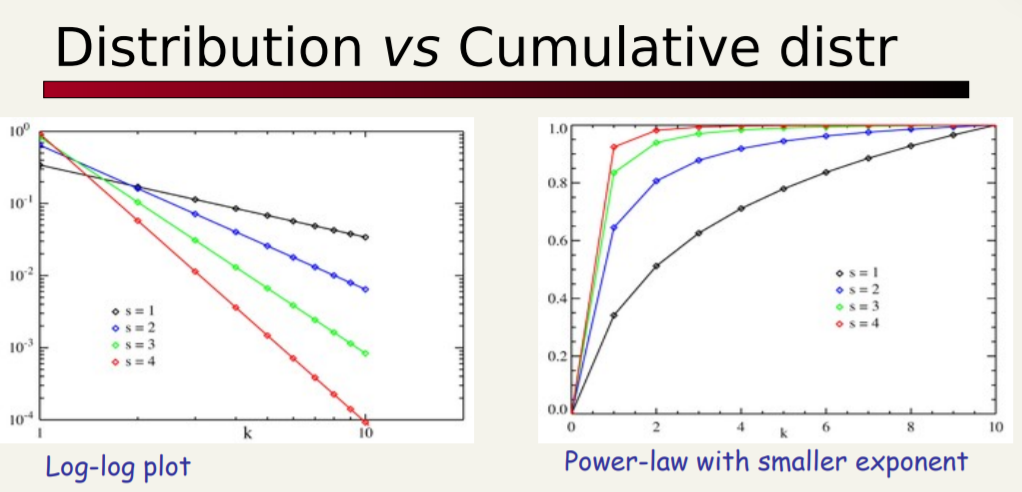 Distribution vs Cumulative distr
10⁰
10⁻¹
10⁻²
10⁻³
10⁻⁴
s = 1
s = 2
s = 3
s = 4
1 k 10
Log-log plot
1.0
0.8
0.6
0.4
0.2
0.0
s = 1
s = 2
s = 3
s = 4
0 2 4 k 6 8 10
Power-law with smaller exponent